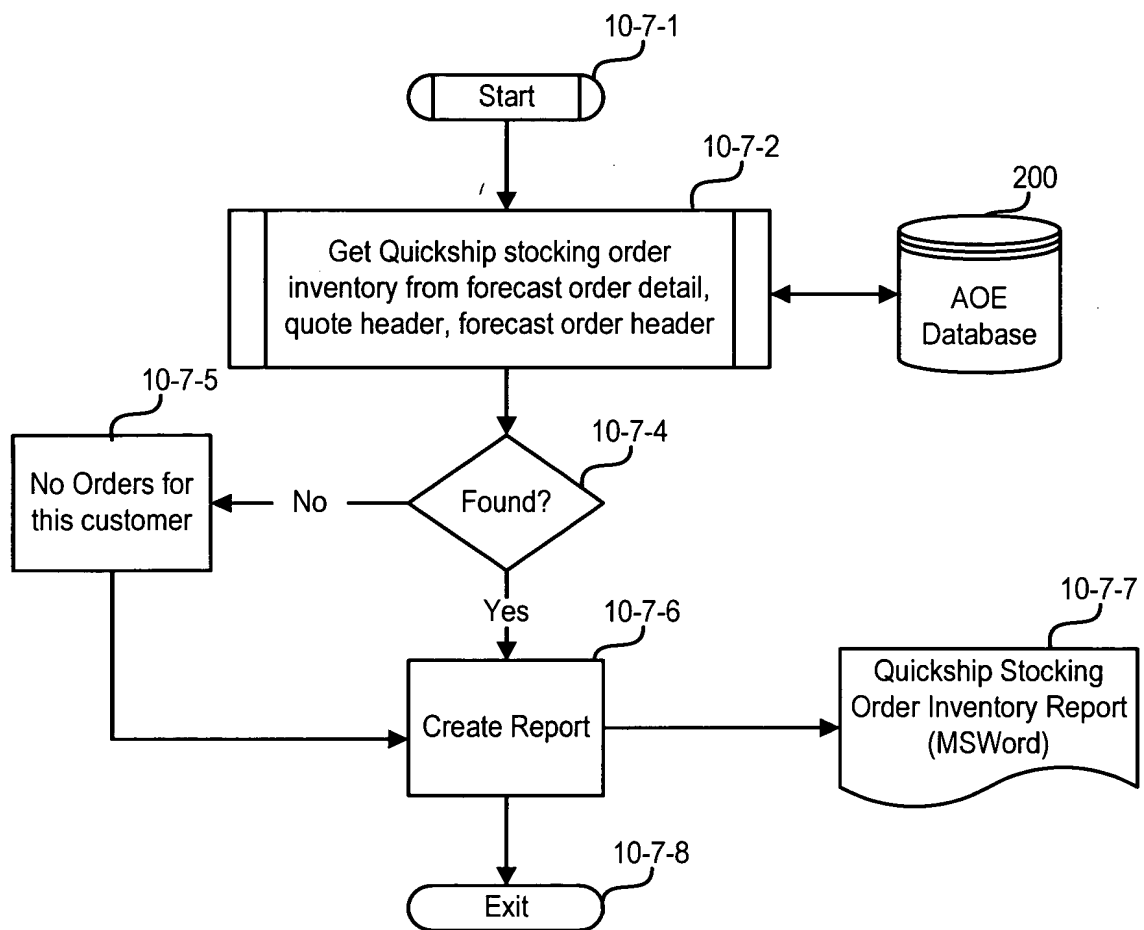 10-7-1
Start
10-7-2
200
Get Quickship stocking order
inventory from forecast order detail,
quote header, forecast order header
AOE
Database
10-7-5
10-7-4
No Orders for
this customer
No
Found?
Yes
10-7-6
10-7-7
Create Report
Quickship Stocking
Order Inventory Report
(MSWord)
10-7-8
Exit